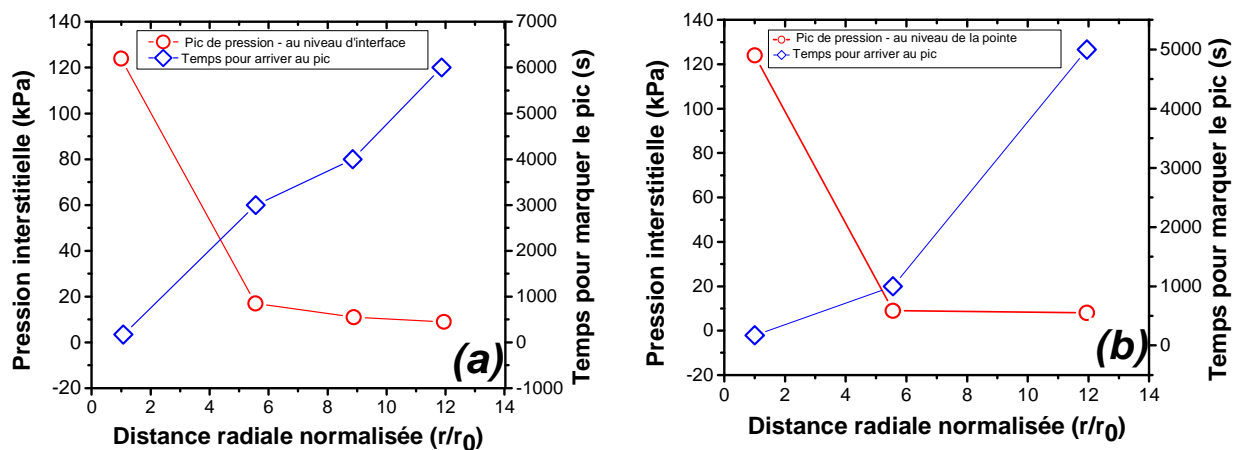 Pic de pression - au niveau d'interface
Temps pour arriver au pic
Pression interstitielle (kPa)
140
120
100
80
60
40
20
0
-20
7000
6000
5000
4000
3000
2000
1000
0
-1000
Temps pour marquer le pic (s)
(a)
0 2 4 6 8 10 12 14
Distance radiale normalisée (r/r0)
Pic de pression - au niveau de la pointe
Temps pour arriver au pic
Pression interstitielle (kPa)
140
120
100
80
60
40
20
0
-20
5000
4000
3000
2000
1000
0
Temps pour marquer le pic (s)
(b)
0 2 4 6 8 10 12 14
Distance radiale normalisée (r/r0)